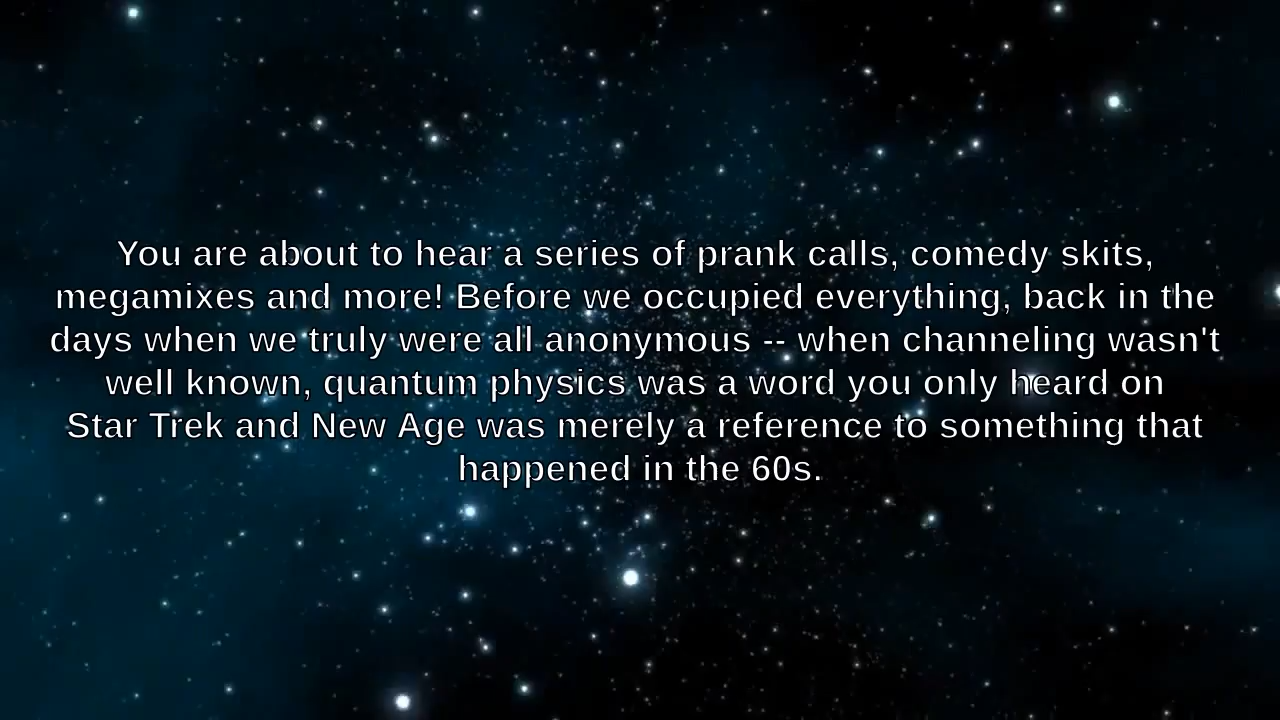 You are about to hear a series of prank calls, comedy skits,
megamixes and more! Before we occupied everything, back in the
days when we truly were all anonymous -- when channeling wasn't
well known, quantum physics was a word you only heard on
Star Trek and New Age was merely a reference to something that
happened in the 60s.